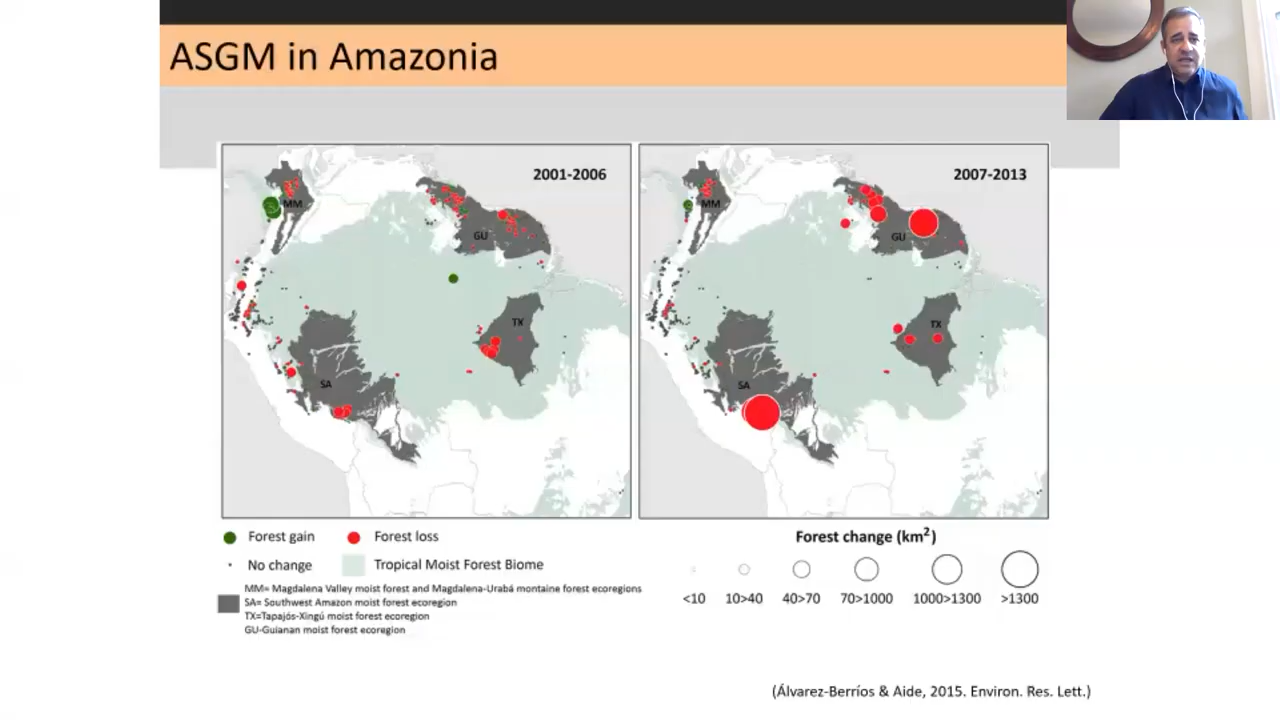 ASGM in Amazonia
2001-2006
MM
GU
TX
SA
2007-2013
MM
GU
TX
SA
Forest gain
Forest loss
No change
Tropical Moist Forest Biome
MM= Magdalena Valley moist forest and Magdalena-Urabá montaine forest ecoregions
SA= Southwest Amazon moist forest ecoregion
TX=Tapajós-Xingú moist forest ecoregion
GU-Guianan moist forest ecoregion
Forest change (km²)
<10 10>40 40>70 70>1000 1000>1300 >1300
(Álvarez-Berríos & Aide, 2015. Environ. Res. Lett.)